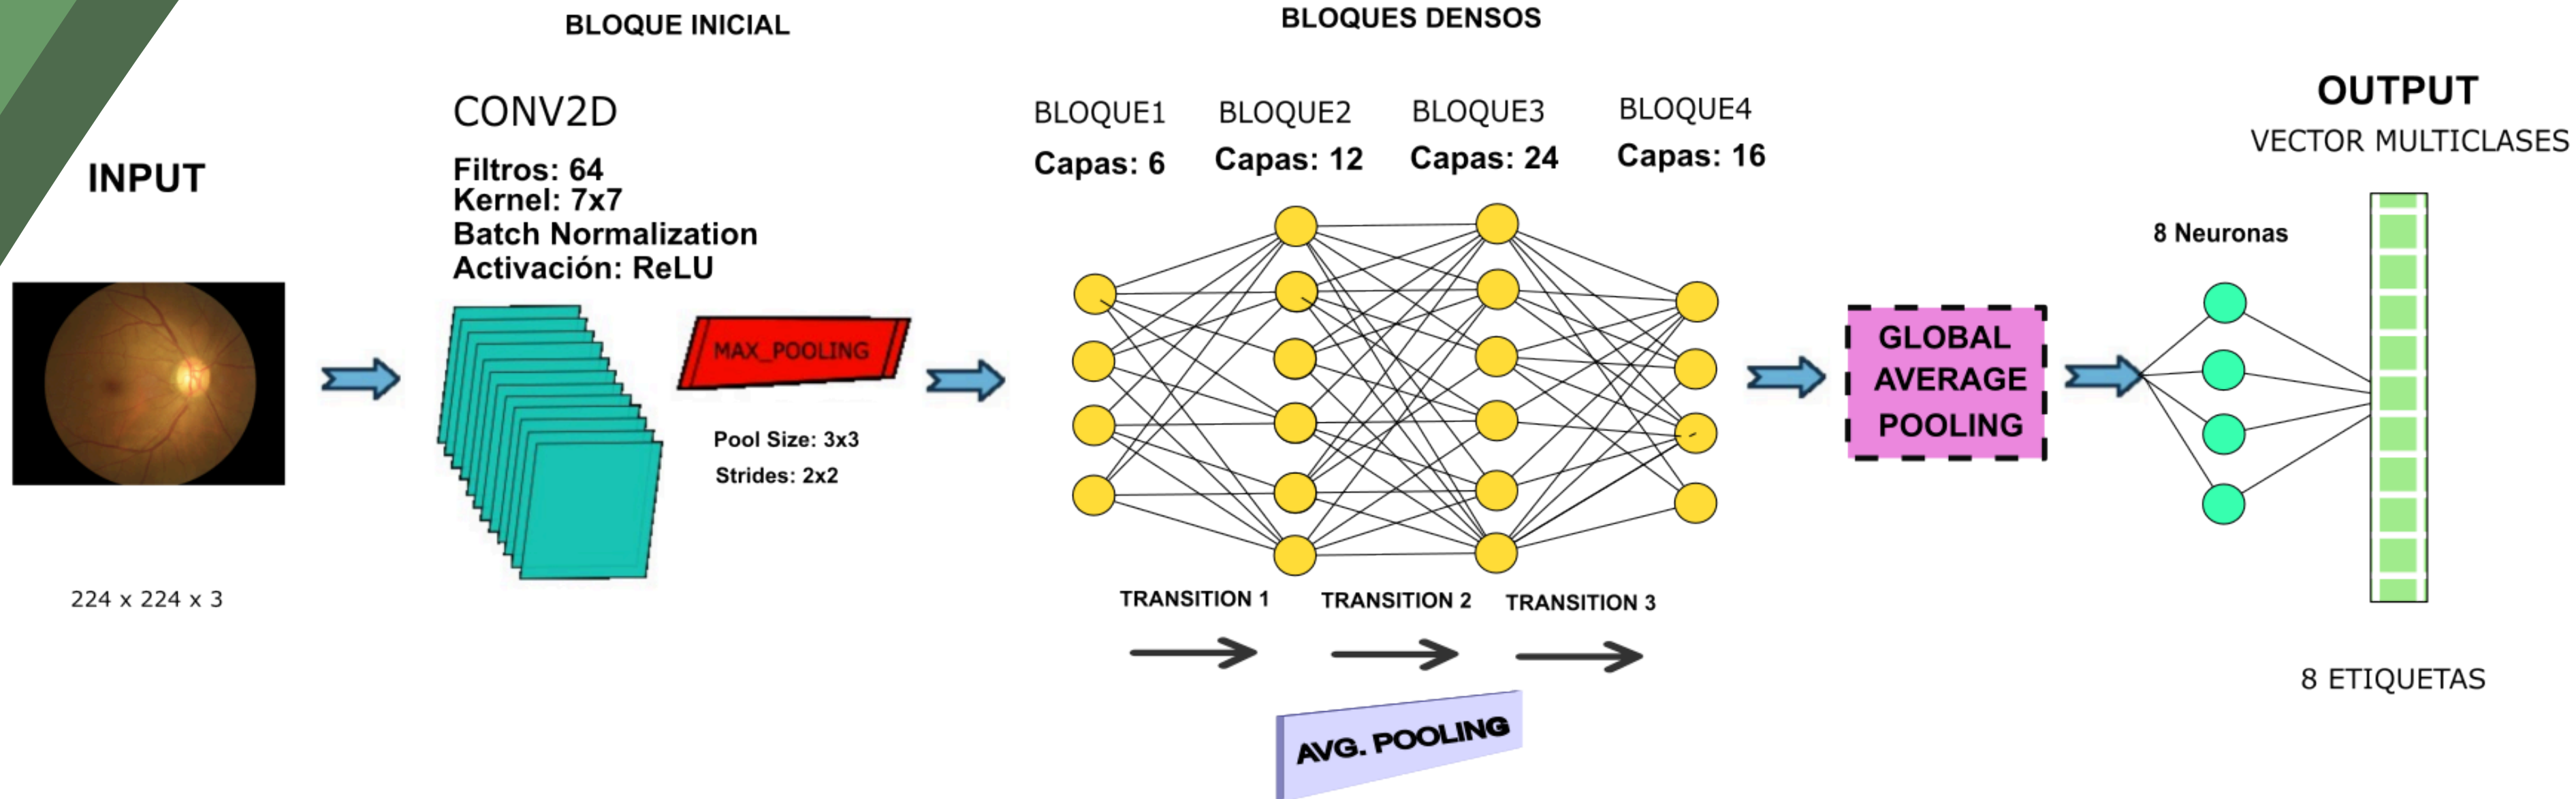 INPUT
224 x 224 x 3
BLOQUE INICIAL
CONV2D
Filtros: 64
Kernel: 7x7
Batch Normalization
Activación: ReLU
MAX_POOLING
Pool Size: 3x3
Strides: 2x2
BLOQUES DENSOS
BLOQUE1
Capas: 6
BLOQUE2
Capas: 12
BLOQUE3
Capas: 24
BLOQUE4
Capas: 16
TRANSITION 1
TRANSITION 2
TRANSITION 3
AVG. POOLING
GLOBAL
AVERAGE
POOLING
8 Neuronas
OUTPUT
VECTOR MULTICLASES
8 ETIQUETAS